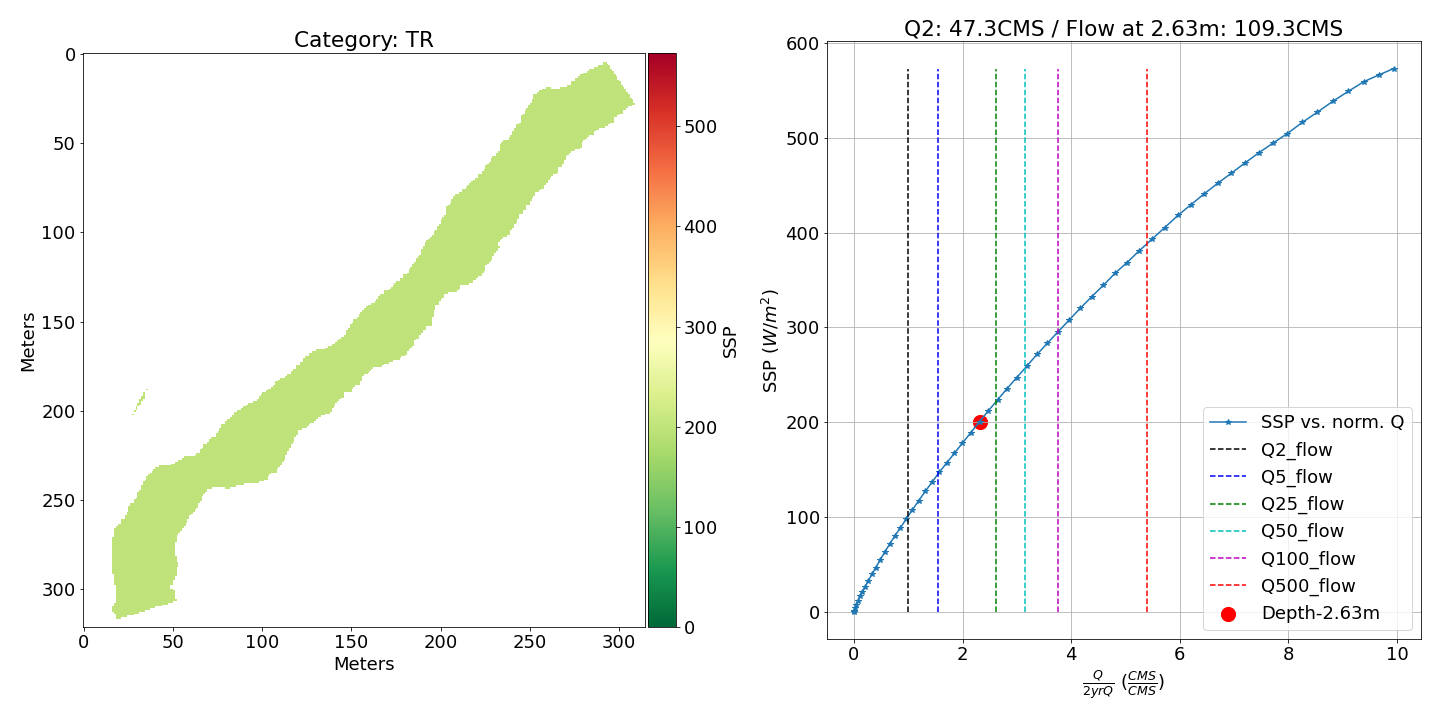 Category: TR
0
50
100
150
200
250
300
Meters
0
50
100
150
200
250
300
Meters
500
400
300
200
100
0
SSP
Q2: 47.3CMS / Flow at 2.63m: 109.3CMS
600
500
400
300
200
100
0
SSP (W/m²)
0
2
4
6
8
10
Q/2yrQ (CMS/CMS)
SSP vs. norm. Q
Q2_flow
Q5_flow
Q25_flow
Q50_flow
Q100_flow
Q500_flow
Depth-2.63m